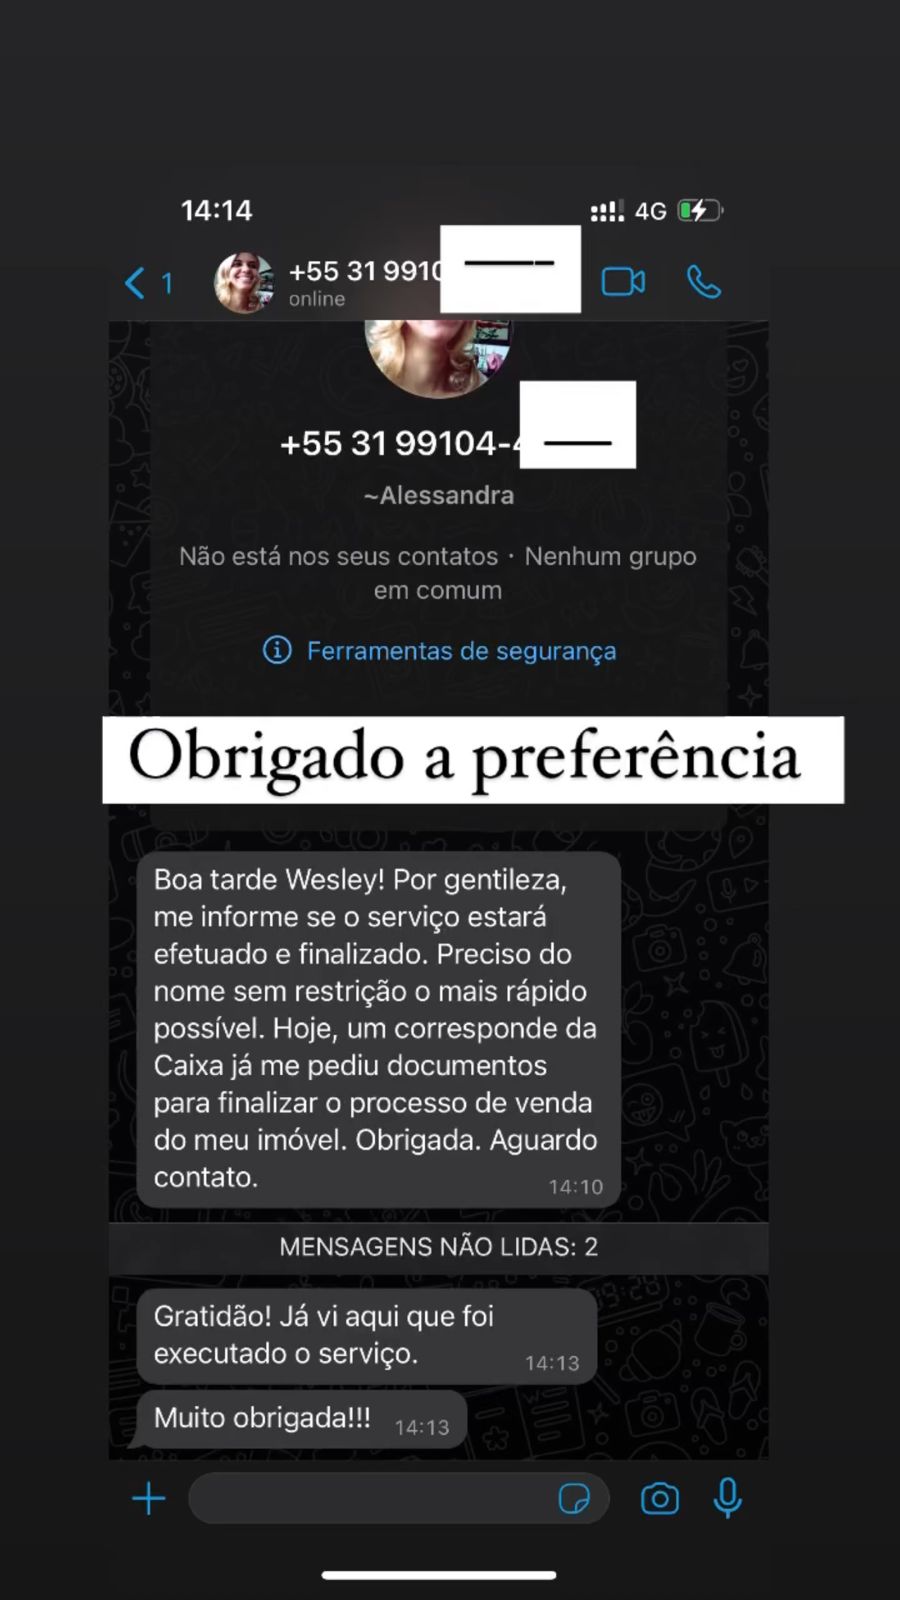 14:14
4G
1
+55 31 9910
online
+55 31 99104-4
~Alessandra
Não está nos seus contatos · Nenhum grupo
em comum
Ferramentas de segurança
Obrigado a preferência
Boa tarde Wesley! Por gentileza,
me informe se o serviço estará
efetuado e finalizado. Preciso do
nome sem restrição o mais rápido
possível. Hoje, um corresponde da
Caixa já me pediu documentos
para finalizar o processo de venda
do meu imóvel. Obrigada. Aguardo
contato.
14:10
MENSAGENS NÃO LIDAS: 2
Gratidão! Já vi aqui que foi
executado o serviço.
14:13
Muito obrigada!!!
14:13